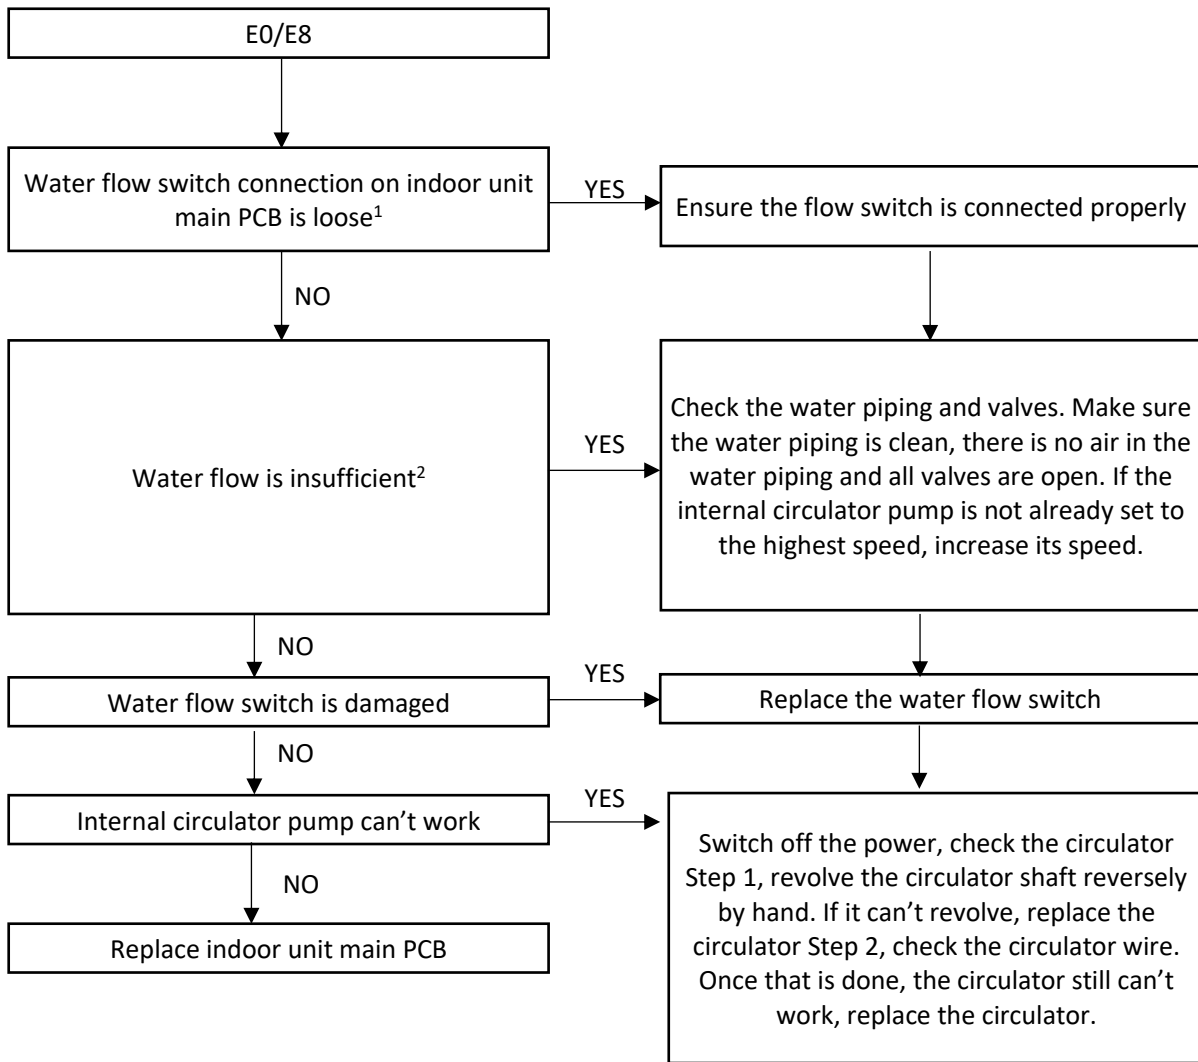 E0/E8
Water flow switch connection on indoor unit
main PCB is loose1
YES
Ensure the flow switch is connected properly
NO
Water flow is insufficient2
YES
Check the water piping and valves. Make sure
the water piping is clean, there is no air in the
water piping and all valves are open. If the
internal circulator pump is not already set to
the highest speed, increase its speed.
NO
Water flow switch is damaged
YES
Replace the water flow switch
NO
Internal circulator pump can’t work
YES
Switch off the power, check the circulator
Step 1, revolve the circulator shaft reversely
by hand. If it can’t revolve, replace the
circulator Step 2, check the circulator wire.
Once that is done, the circulator still can’t
work, replace the circulator.
NO
Replace indoor unit main PCB